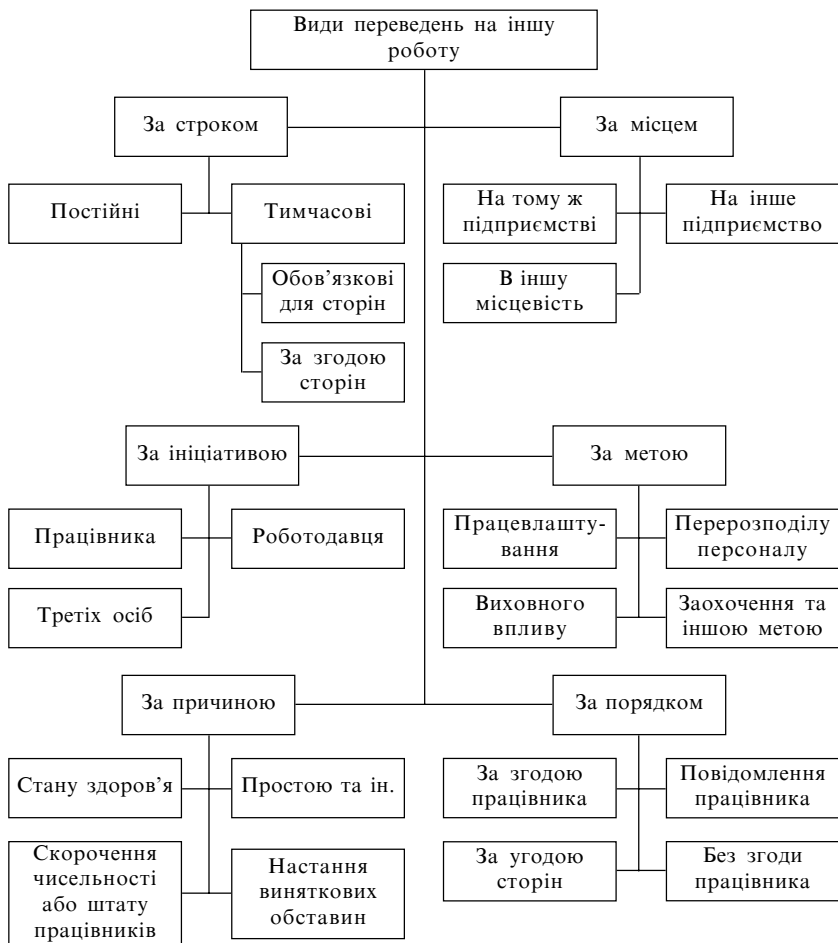 Види переведень на іншу
роботу
За строком
За місцем
Постійні
Тимчасові
На тому ж
підприємстві
На інше
підприємство
Обов’язкові
для сторін
В іншу
місцевість
За згодою
сторін
За ініціативою
За метою
Працівника
Роботодавця
Працевлашту-
вання
Перерозподілу
персоналу
Третіх осіб
Виховного
впливу
Заохочення та
іншою метою
За причиною
За порядком
Стану здоров’я
Простою та ін.
За згодою
працівника
Повідомлення
працівника
Скорочення
чисельності
або штату
працівників
Настання
виняткових
обставин
За угодою
сторін
Без згоди
працівника